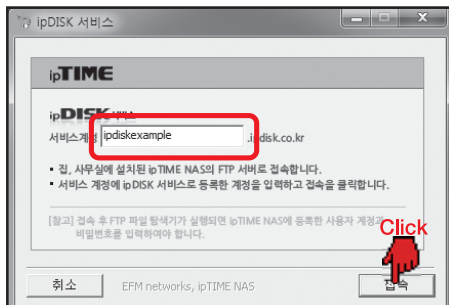 ipDISK 서비스
ipTIME
ipDISK 서비스
서비스계정 ipdiskexample .ipdisk.co.kr
▪ 집, 사무실에 설치된 ipTIME NAS의 FTP 서버로 접속합니다.
▪ 서비스 계정에 ipDISK 서비스로 등록한 계정을 입력하고 접속을 클릭합니다.
[참고] 접속 후 FTP 파일 탐색기가 실행되면 ipTIME NAS에 등록한 사용자 계정과
비밀번호를 입력하여야 합니다.
Click
취소 EFM networks, ipTIME NAS 접속